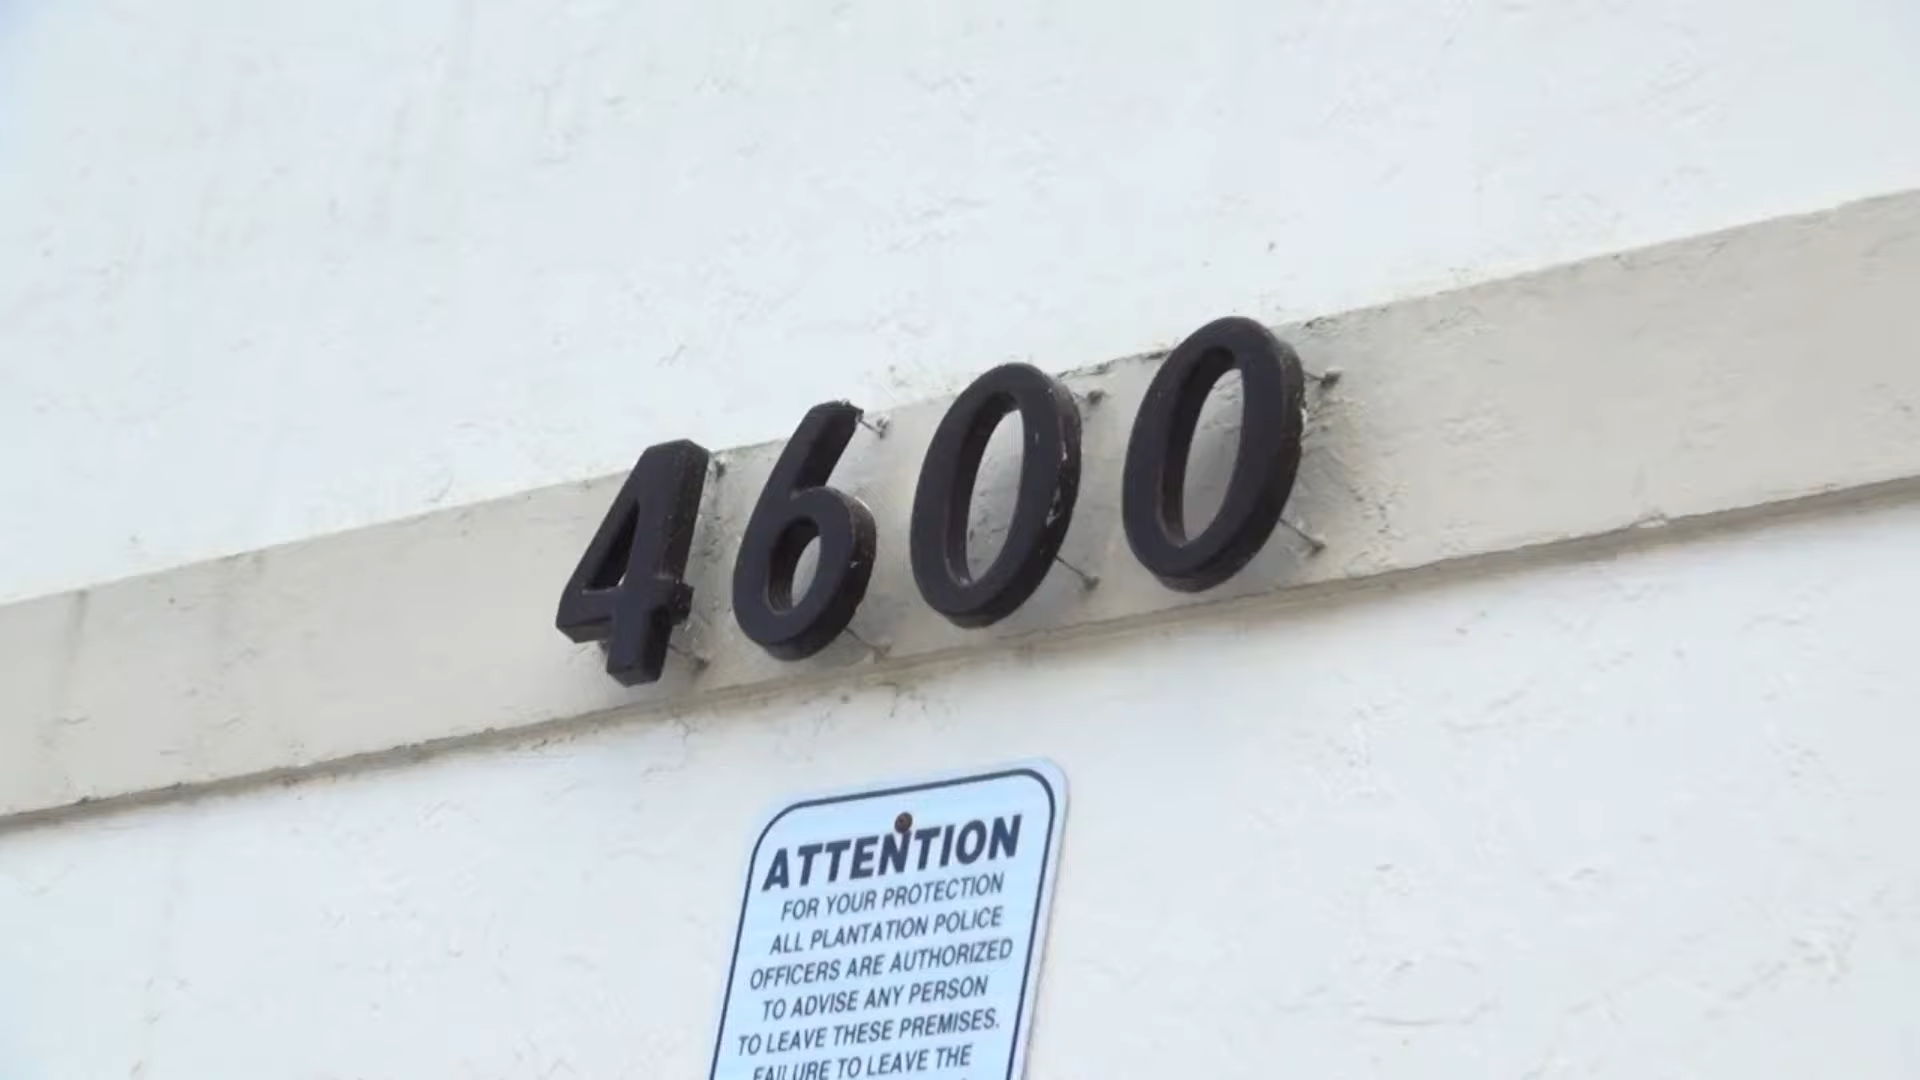 4600
ATTENTION
FOR YOUR PROTECTION
ALL PLANTATION POLICE
OFFICERS ARE AUTHORIZED
TO ADVISE ANY PERSON
TO LEAVE THESE PREMISES.
FAILURE TO LEAVE THE